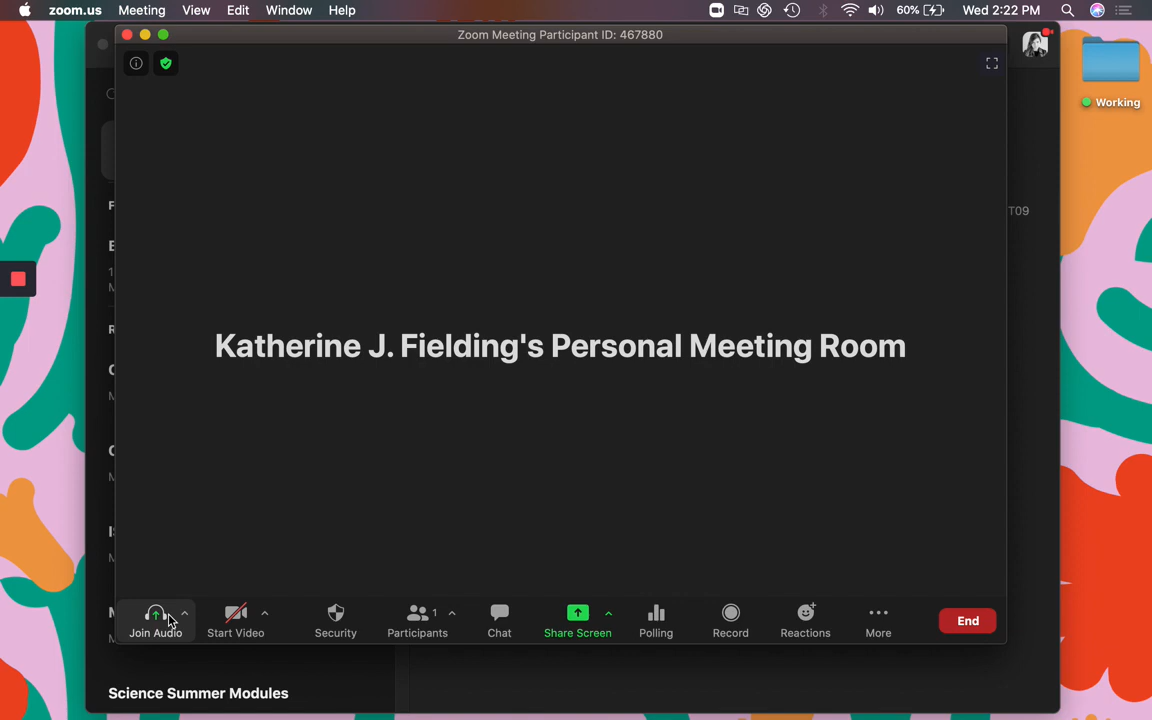 zoom.us Meeting View Edit Window Help 60% Wed 2:22 PM
Zoom Meeting Participant ID: 467880
Working
T09
Katherine J. Fielding's Personal Meeting Room
Join Audio Start Video Security Participants 1 Chat Share Screen Polling Record Reactions More End
Science Summer Modules